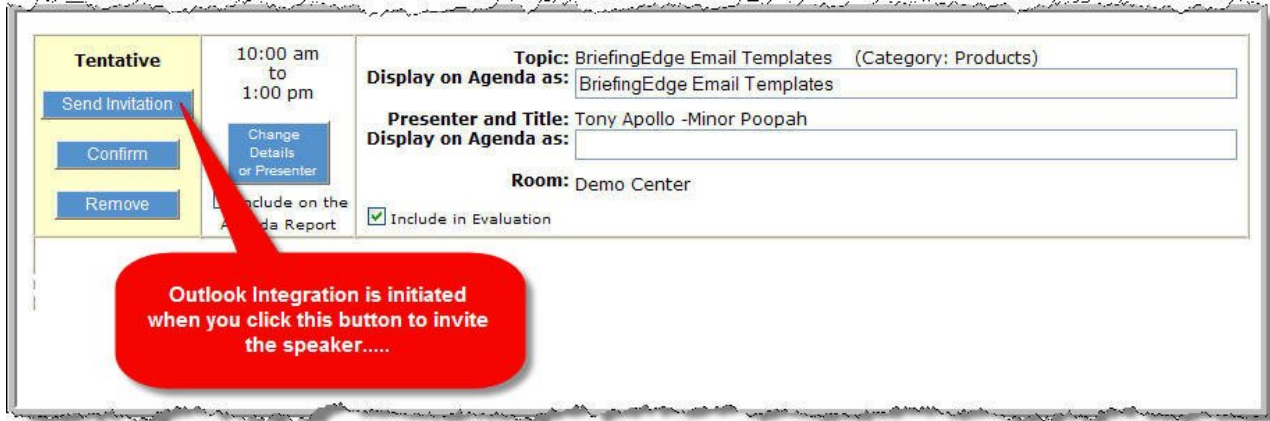 Tentative
Send Invitation
Confirm
Remove
10:00 am
to
1:00 pm
Change
Details
or Presenter
clude on the
da Report
Topic: BriefingEdge Email Templates (Category: Products)
Display on Agenda as: BriefingEdge Email Templates
Presenter and Title: Tony Apollo -Minor Poopah
Display on Agenda as:
Room: Demo Center
Include in Evaluation
Outlook Integration is initiated
when you click this button to invite
the speaker.....